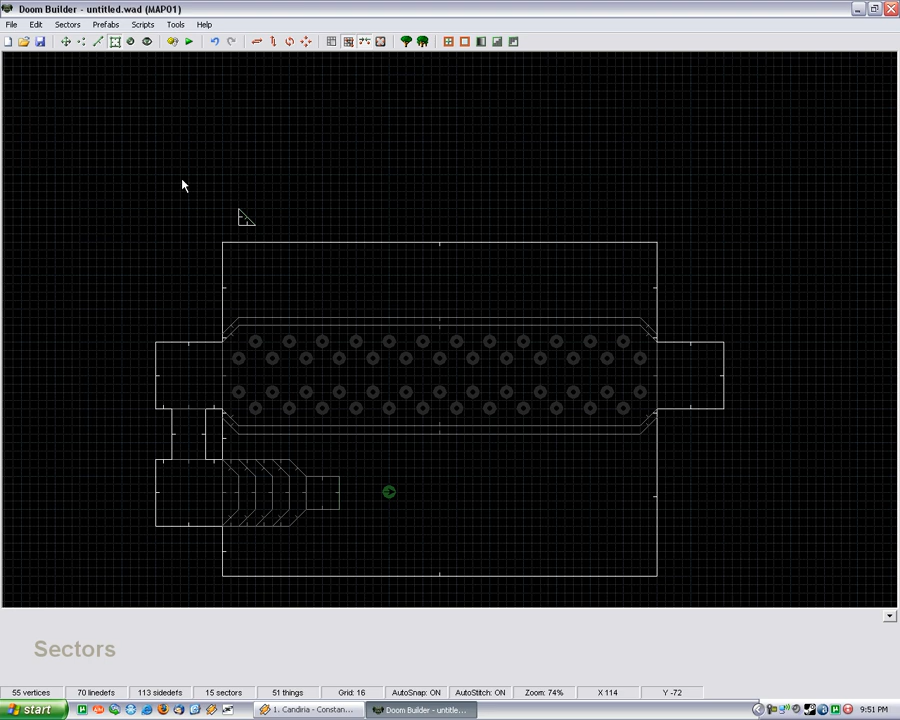 Doom Builder - untitled.wad (MAP01)
File Edit Sectors Prefabs Scripts Tools Help
Sectors
55 vertices 70 linedefs 113 sidedefs 15 sectors 51 things Grid: 16 AutoSnap: ON AutoStitch: ON Zoom: 74% X 114 Y -72
start 1. Candiria - Constan... Doom Builder - untitle... 9:51 PM